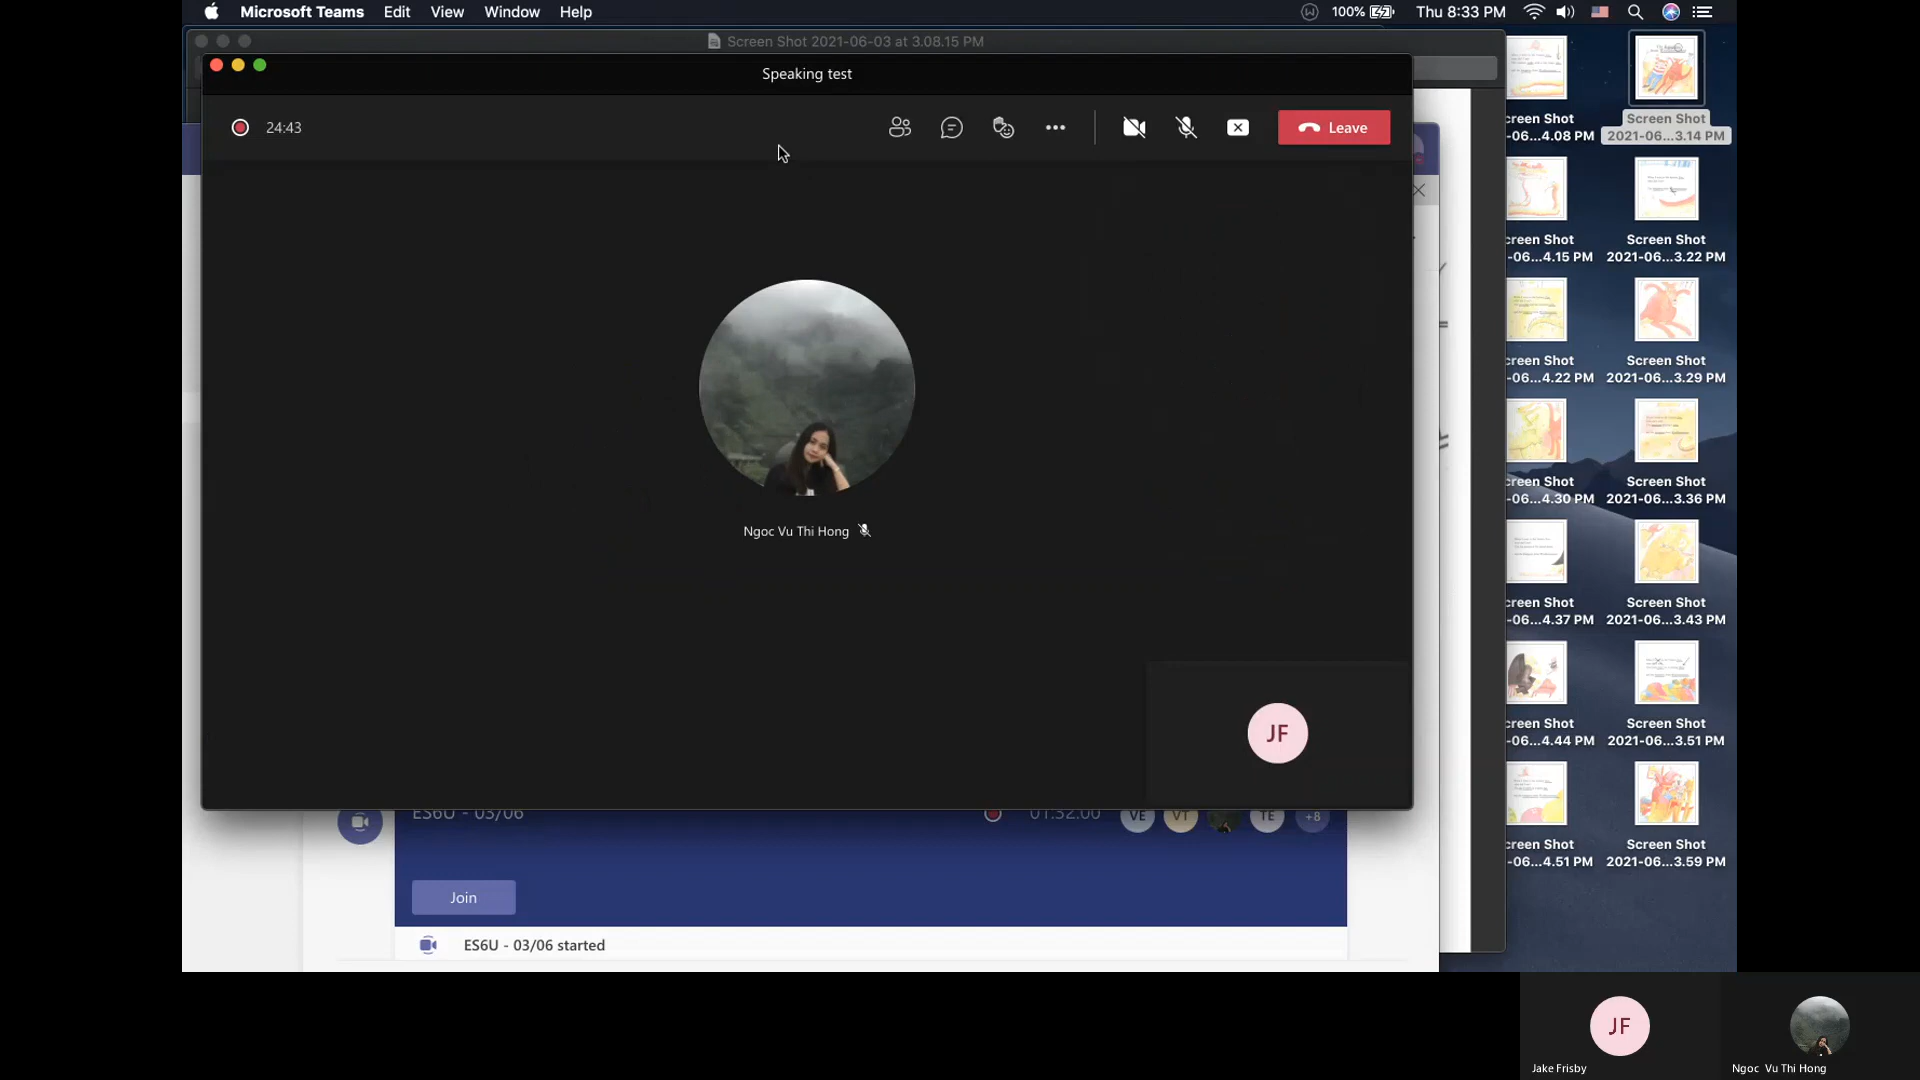 Microsoft Teams Edit View Window Help
100% Thu 8:33 PM
Screen Shot 2021-06-03 at 3.08.15 PM
Speaking test
24:43
Leave
Ngoc Vu Thi Hong
JF
ES6U - 03/06
01:32:00
VE VT TE +8
Join
ES6U - 03/06 started
creen Shot
-06...4.08 PM
Screen Shot
2021-06...3.14 PM
creen Shot
-06...4.15 PM
Screen Shot
2021-06...3.22 PM
creen Shot
-06...4.22 PM
Screen Shot
2021-06...3.29 PM
creen Shot
-06...4.30 PM
Screen Shot
2021-06...3.36 PM
creen Shot
-06...4.37 PM
Screen Shot
2021-06...3.43 PM
creen Shot
-06...4.44 PM
Screen Shot
2021-06...3.51 PM
creen Shot
-06...4.51 PM
Screen Shot
2021-06...3.59 PM
JF
Jake Frisby
Ngoc Vu Thi Hong